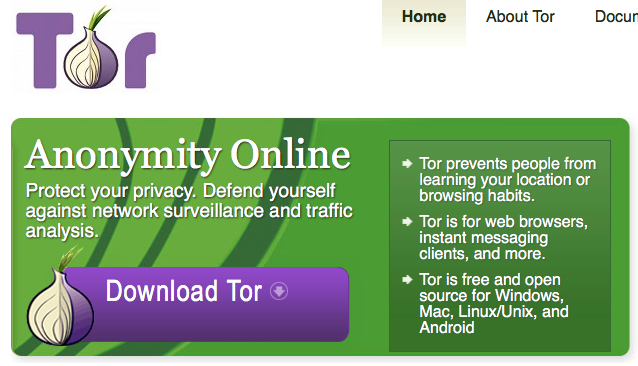 Tor
Home About Tor Docu
Anonymity Online
Protect your privacy. Defend yourself
against network surveillance and traffic
analysis.
Download Tor
Tor prevents people from
learning your location or
browsing habits.
Tor is for web browsers,
instant messaging
clients, and more.
Tor is free and open
source for Windows,
Mac, Linux/Unix, and
Android